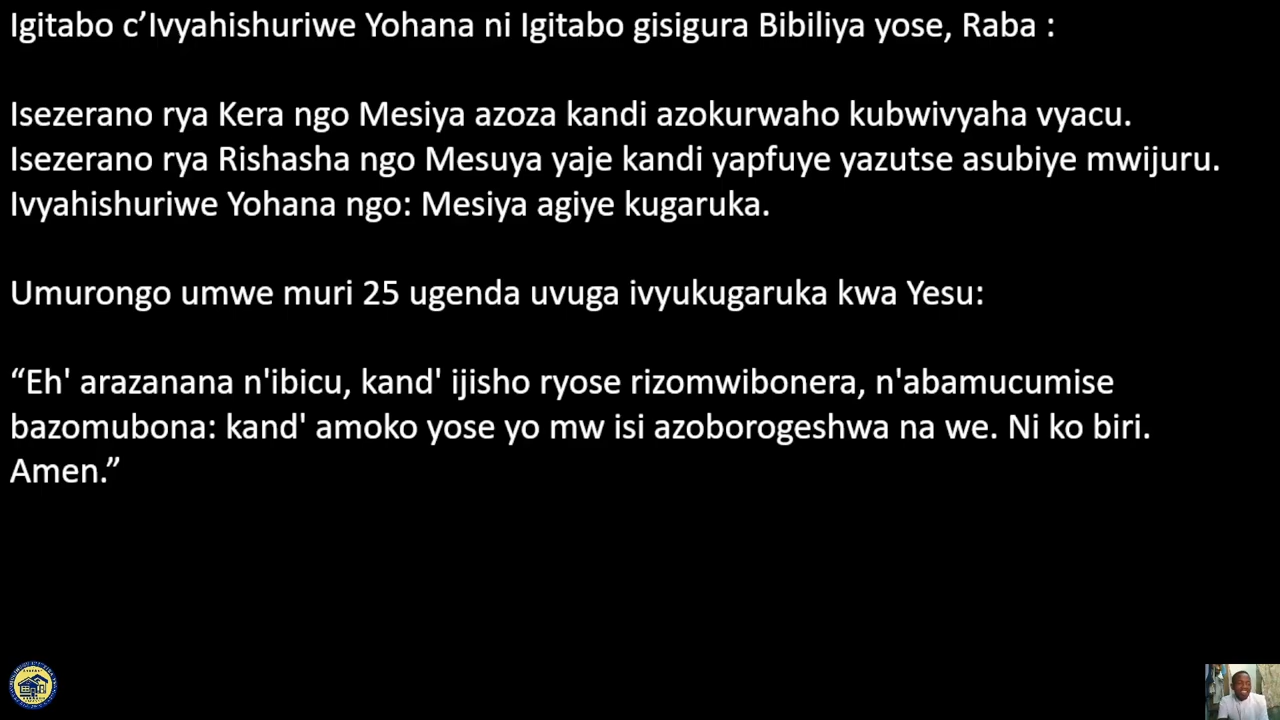 Igitabo c’Ivyahishuriwe Yohana ni Igitabo gisigura Bibiliya yose, Raba :
Isezerano rya Kera ngo Mesiya azoza kandi azokurwaho kubwivyaha vyacu.
Isezerano rya Rishasha ngo Mesuya yaje kandi yapfuye yazutse asubiye mwijuru.
Ivyahishuriwe Yohana ngo: Mesiya agiye kugaruka.
Umurongo umwe muri 25 ugenda uvuga ivyukugaruka kwa Yesu:
“Eh' arazanana n'ibicu, kand' ijisho ryose rizomwibonera, n'abamucumise
bazomubona: kand' amoko yose yo mw isi azoborogeshwa na we. Ni ko biri.
Amen.”